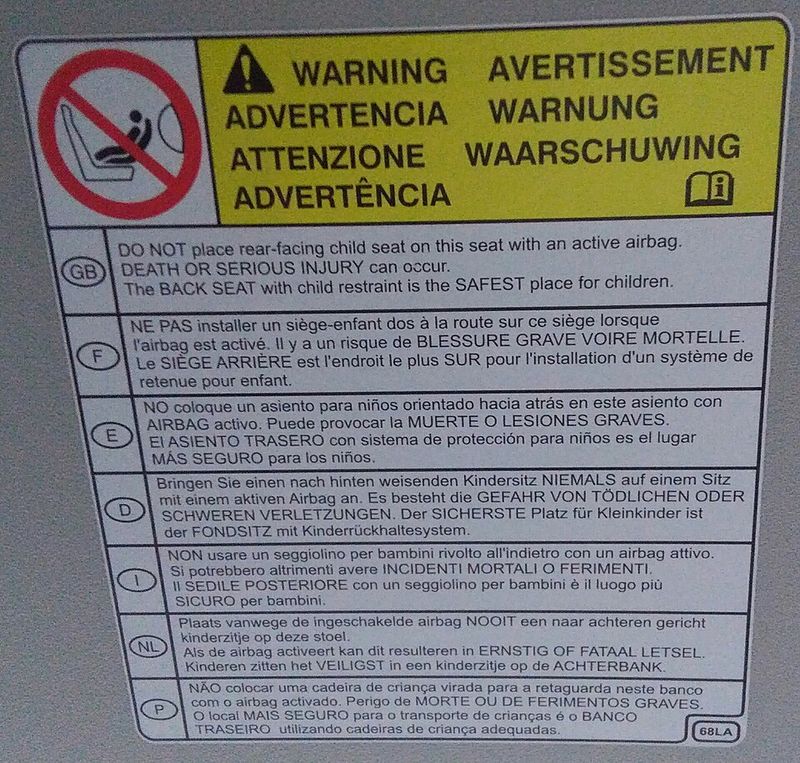 WARNING AVERTISSEMENT
ADVERTENCIA WARNUNG
ATTENZIONE WAARSCHUWING
ADVERTÊNCIA
GB
DO NOT place rear-facing child seat on this seat with an active airbag.
DEATH OR SERIOUS INJURY can occur.
The BACK SEAT with child restraint is the SAFEST place for children.
F
NE PAS installer un siège-enfant dos à la route sur ce siège lorsque
l'airbag est activé. Il y a un risque de BLESSURE GRAVE VOIRE MORTELLE.
Le SIÈGE ARRIÈRE est l'endroit le plus SUR pour l'installation d'un système de
retenue pour enfant.
E
NO coloque un asiento para niños orientado hacia atrás en este asiento con
AIRBAG activo. Puede provocar la MUERTE O LESIONES GRAVES.
El ASIENTO TRASERO con sistema de protección para niños es el lugar
MÁS SEGURO para los niños.
D
Bringen Sie einen nach hinten weisenden Kindersitz NIEMALS auf einem Sitz
mit einem aktiven Airbag an. Es besteht die GEFAHR VON TÖDLICHEN ODER
SCHWEREN VERLETZUNGEN. Der SICHERSTE Platz für Kleinkinder ist
der FONDSITZ mit Kinderrückhaltesystem.
I
NON usare un seggiolino per bambini rivolto all'indietro con un airbag attivo.
Si potrebbero altrimenti avere INCIDENTI MORTALI O FERIMENTI.
Il SEDILE POSTERIORE con un seggiolino per bambini è il luogo più
SICURO per bambini.
NL
Plaats vanwege de ingeschakelde airbag NOOIT een naar achteren gericht
kinderzitje op deze stoel.
Als de airbag activeert kan dit resulteren in ERNSTIG OF FATAAL LETSEL.
Kinderen zitten het VEILIGST in een kinderzitje op de ACHTERBANK.
P
NÃO colocar uma cadeira de criança virada para a retaguarda neste banco
com o airbag activado. Perigo de MORTE OU DE FERIMENTOS GRAVES.
O local MAIS SEGURO para o transporte de crianças é o BANCO
TRASEIRO utilizando cadeiras de criança adequadas.
68LA